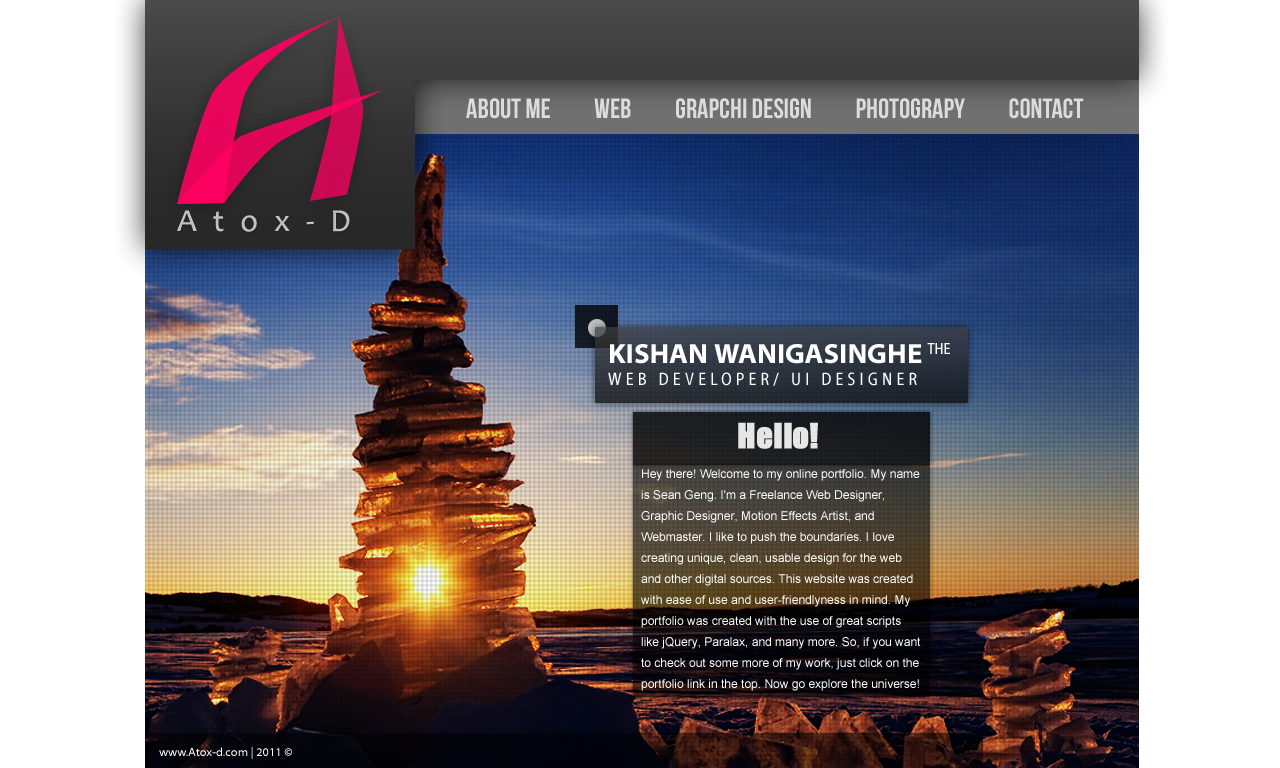 ABOUT ME WEB GRAPCHI DESIGN PHOTOGRAPY CONTACT
Atox-D
KISHAN WANIGASINGHE THE
WEB DEVELOPER/ UI DESIGNER
Hello!
Hey there! Welcome to my online portfolio. My name
is Sean Geng. I'm a Freelance Web Designer,
Graphic Designer, Motion Effects Artist, and
Webmaster. I like to push the boundaries. I love
creating unique, clean, usable design for the web
and other digital sources. This website was created
with ease of use and user-friendlyness in mind. My
portfolio was created with the use of great scripts
like jQuery, Paralax, and many more. So, if you want
to check out some more of my work, just click on the
portfolio link in the top. Now go explore the universe!
www.Atox-d.com | 2011 ©